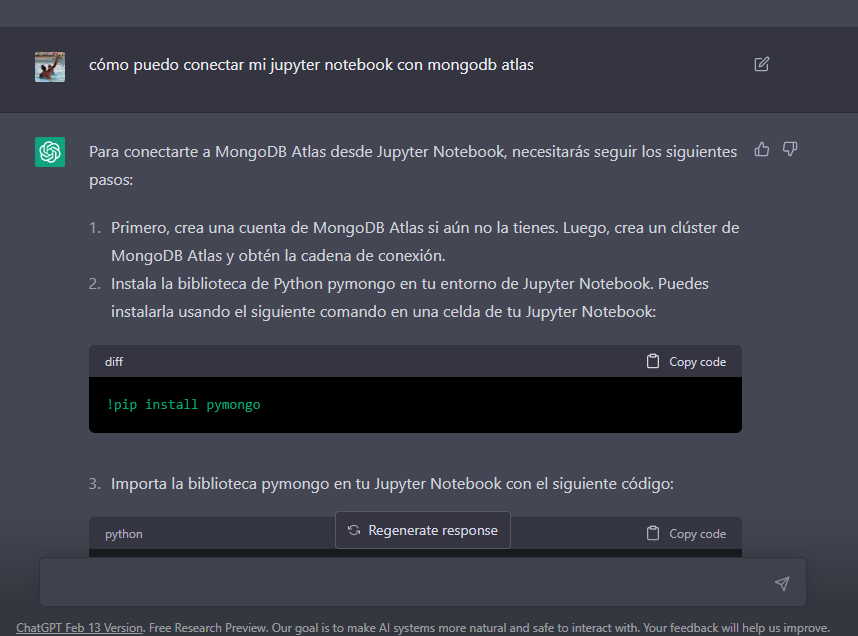 cómo puedo conectar mi jupyter notebook con mongodb atlas
Para conectarte a MongoDB Atlas desde Jupyter Notebook, necesitarás seguir los siguientes
pasos:
1. Primero, crea una cuenta de MongoDB Atlas si aún no la tienes. Luego, crea un clúster de
MongoDB Atlas y obtén la cadena de conexión.
2. Instala la biblioteca de Python pymongo en tu entorno de Jupyter Notebook. Puedes
instalarla usando el siguiente comando en una celda de tu Jupyter Notebook:
diff Copy code
!pip install pymongo
3. Importa la biblioteca pymongo en tu Jupyter Notebook con el siguiente código:
python Copy code
Regenerate response
ChatGPT Feb 13 Version. Free Research Preview. Our goal is to make AI systems more natural and safe to interact with. Your feedback will help us improve.